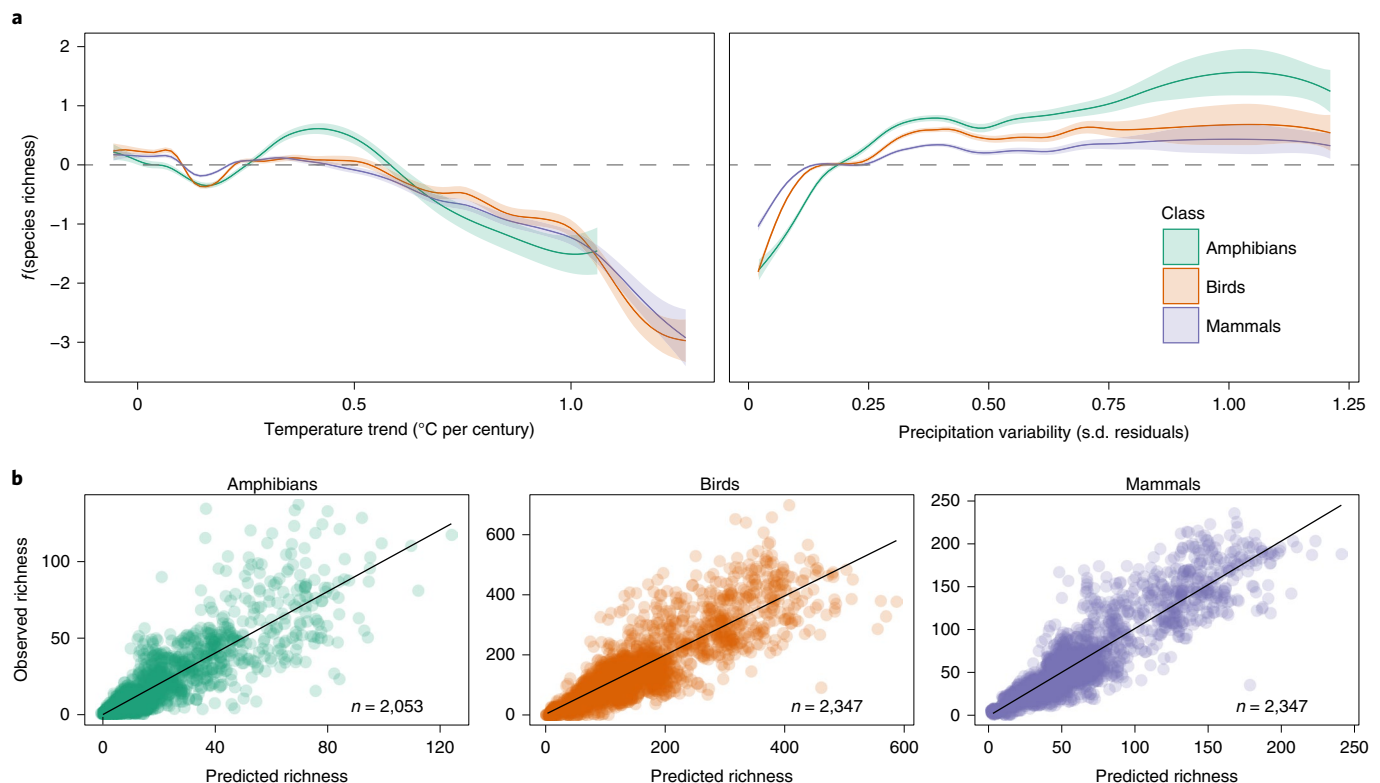 a
2
1
0
−1
−2
−3
f(species richness)
0
0.5
1.0
Temperature trend (°C per century)
0
0.25
0.50
0.75
1.00
1.25
Precipitation variability (s.d. residuals)
Class
Amphibians
Birds
Mammals
b
Amphibians
100
50
0
Observed richness
n = 2,053
0
40
80
120
Predicted richness
Birds
600
400
200
0
n = 2,347
0
200
400
600
Predicted richness
Mammals
250
200
150
100
50
0
n = 2,347
0
50
100
150
200
250
Predicted richness